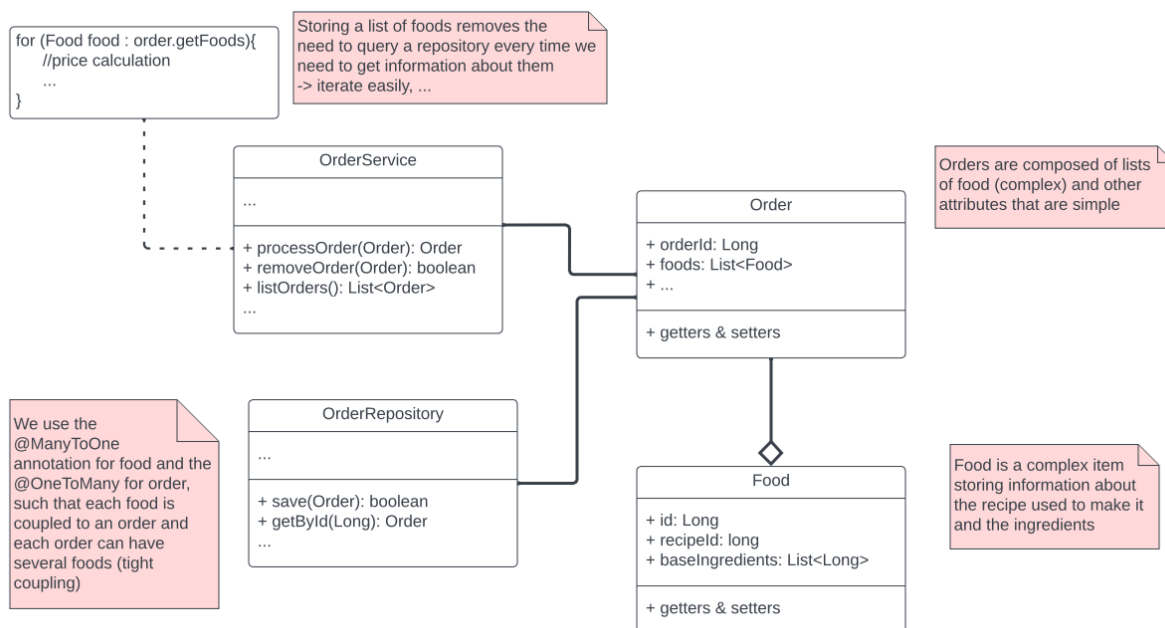 for (Food food : order.getFoods){
//price calculation
...
}
Storing a list of foods removes the
need to query a repository every time we
need to get information about them
-> iterate easily, ...
OrderService
...
+ processOrder(Order): Order
+ removeOrder(Order): boolean
+ listOrders(): List<Order>
...
Order
+ orderId: Long
+ foods: List<Food>
+ ...
+ getters & setters
Orders are composed of lists
of food (complex) and other
attributes that are simple
We use the
@ManyToOne
annotation for food and the
@OneToMany for order,
such that each food is
coupled to an order and
each order can have
several foods (tight
coupling)
OrderRepository
...
+ save(Order): boolean
+ getById(Long): Order
...
Food
+ id: Long
+ recipeId: long
+ baseIngredients: List<Long>
+ getters & setters
Food is a complex item
storing information about
the recipe used to make it
and the ingredients